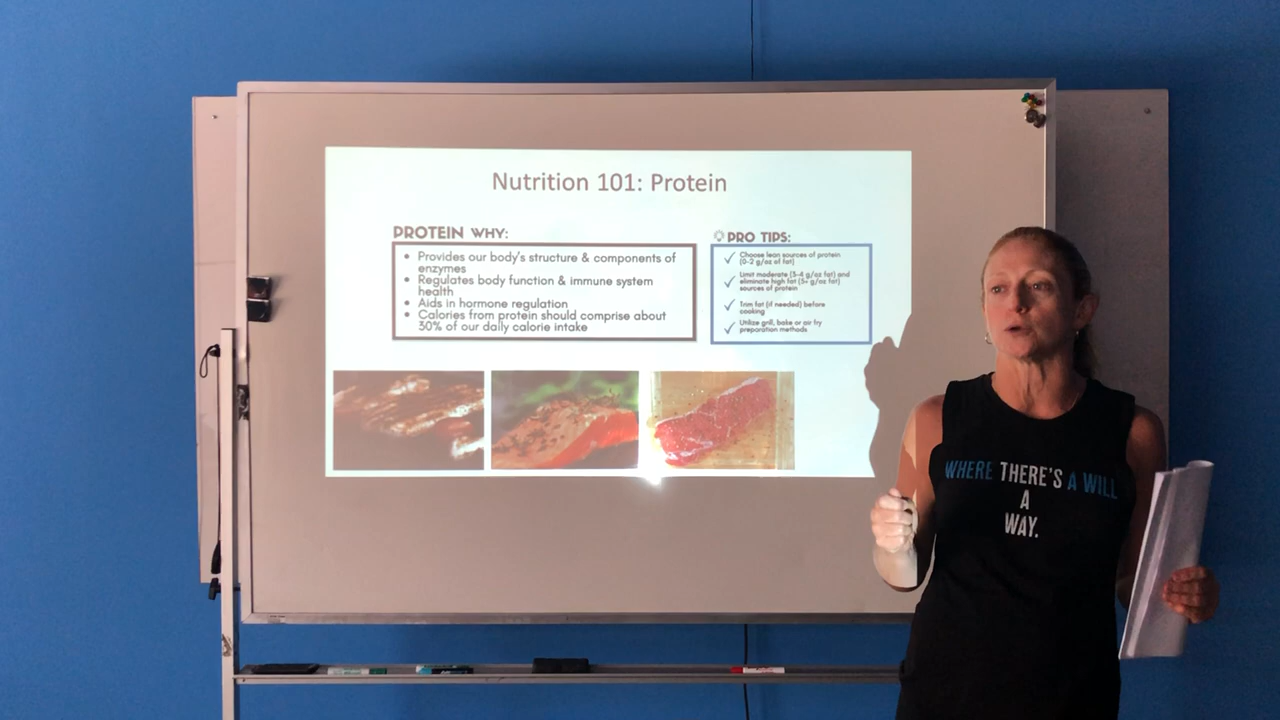 Nutrition 101: Protein
PROTEIN WHY:
Provides our body's structure & components of
enzymes
Regulates body function & immune system
health
Aids in hormone regulation
Calories from protein should comprise about
30% of our daily calorie intake
PRO TIPS:
Choose lean sources of protein
(0-2 g/oz of fat)
Limit moderate (3-4 g/oz fat) and
eliminate high fat (5+ g/oz fat)
sources of protein
Trim fat (if needed) before
cooking
Utilize grill, bake or air fry
preparation methods
WHERE THERE'S A WILL
A
WAY.